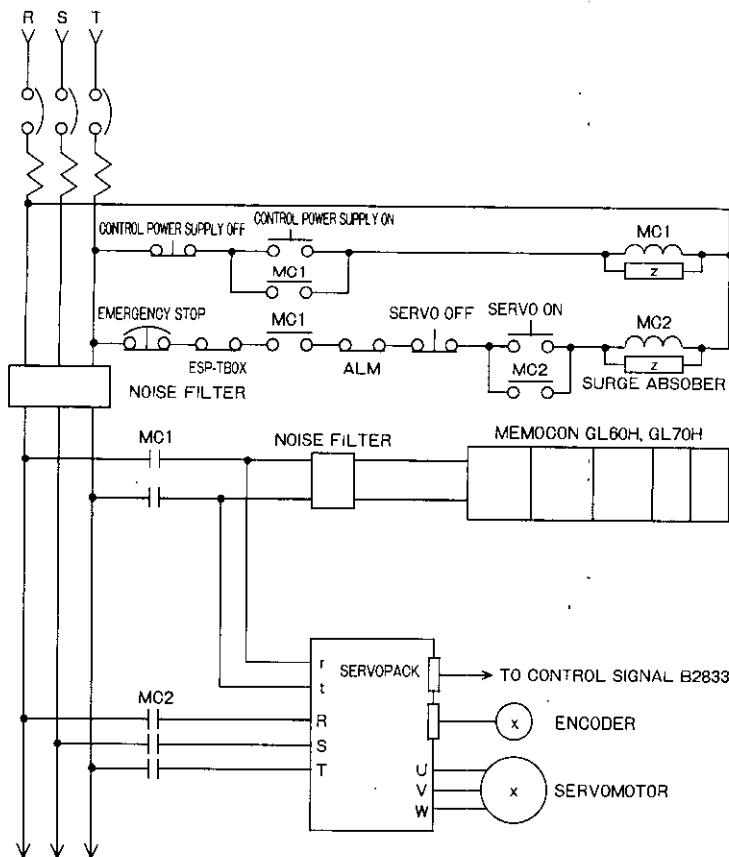 R S T
CONTROL POWER SUPPLY OFF
CONTROL POWER SUPPLY ON
MC1
MC1
z
EMERGENCY STOP
MC1
SERVO OFF
SERVO ON
MC2
ESP-TBOX
ALM
MC2
z
SURGE ABSOBER
NOISE FILTER
MC1
NOISE FILTER
MEMOCON GL60H, GL70H
r
SERVOPACK
TO CONTROL SIGNAL B2833
t
MC2
R
x
ENCODER
S
T
U
V
x
SERVOMOTOR
W